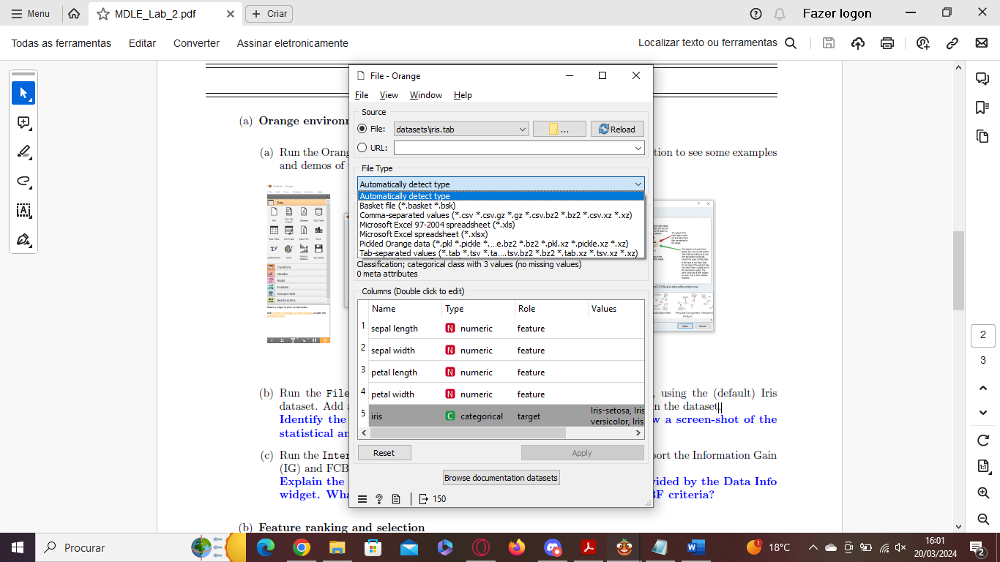 Menu
MDLE_Lab_2.pdf
Criar
Fazer logon
Todas as ferramentas
Editar
Converter
Assinar eletronicamente
Localizar texto ou ferramentas
(a) Orange environm
(a) Run the Orang
tion to see some examples
and demos of
File - Orange
File View Window Help
Source
File: datasets\iris.tab ... Reload
URL:
File Type
Automatically detect type
Automatically detect type
Basket file (*.basket *.bsk)
Comma-separated values (*.csv *.csv.gz *.gz *.csv.bz2 *.bz2 *.csv.xz *.xz)
Microsoft Excel 97-2004 spreadsheet (*.xls)
Microsoft Excel spreadsheet (*.xlsx)
Pickled Orange data (*.pkl *.pickle *....e.bz2 *.bz2 *.pkl.xz *.pickle.xz *.xz)
Tab-separated values (*.tab *.tsv *.ta....tsv.bz2 *.bz2 *.tab.xz *.tsv.xz *.xz)
Classification; categorical class with 3 values (no missing values)
0 meta attributes
Columns (Double click to edit)
Name Type Role Values
1 sepal length N numeric feature
2 sepal width N numeric feature
3 petal length N numeric feature
4 petal width N numeric feature
5 iris C categorical target Iris-setosa, Iris
versicolor, Iris
Reset
Apply
Browse documentation datasets
150
Data
Transform
Visualize
Model
Evaluate
Unsupervised
Bioinformatics
(b) Run the File
, using the (default) Iris
dataset. Add a
n the dataset.
Identify the
w a screen-shot of the
statistical an
(c) Run the Inter
port the Information Gain
(IG) and FCB
Explain the
vided by the Data Info
widget. Wha
BF criteria?
(b) Feature ranking and selection
2
3
Procurar
18°C
16:01
20/03/2024
2